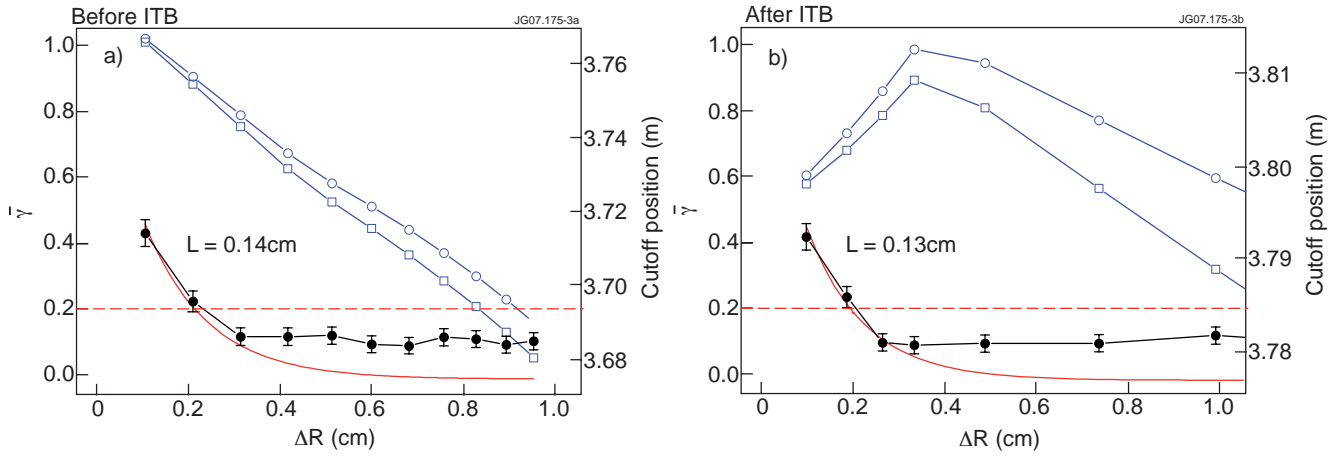 Before ITB
JG07.175-3a
a)
1.0
0.8
0.6
0.4
0.2
0.0
γ̄
L = 0.14cm
3.76
3.74
3.72
3.70
3.68
Cutoff position (m)
0
0.2
0.4
0.6
0.8
1.0
ΔR (cm)
After ITB
JG07.175-3b
b)
1.0
0.8
0.6
0.4
0.2
0.0
γ̄
L = 0.13cm
3.81
3.80
3.79
3.78
Cutoff position (m)
0
0.2
0.4
0.6
0.8
1.0
ΔR (cm)